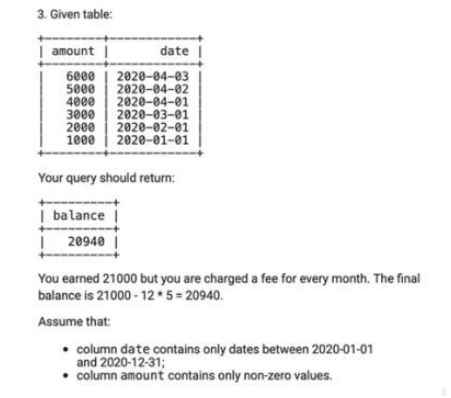 3. Given table:
+--------+------------+
| amount |       date |
+--------+------------+
|   6000 | 2020-04-03 |
|   5000 | 2020-04-02 |
|   4000 | 2020-04-01 |
|   3000 | 2020-03-01 |
|   2000 | 2020-02-01 |
|   1000 | 2020-01-01 |
+--------+------------+
Your query should return:
+---------+
| balance |
+---------+
|   20940 |
+---------+
You earned 21000 but you are charged a fee for every month. The final
balance is 21000 - 12 * 5 = 20940.
Assume that:
• column date contains only dates between 2020-01-01
and 2020-12-31;
• column amount contains only non-zero values.